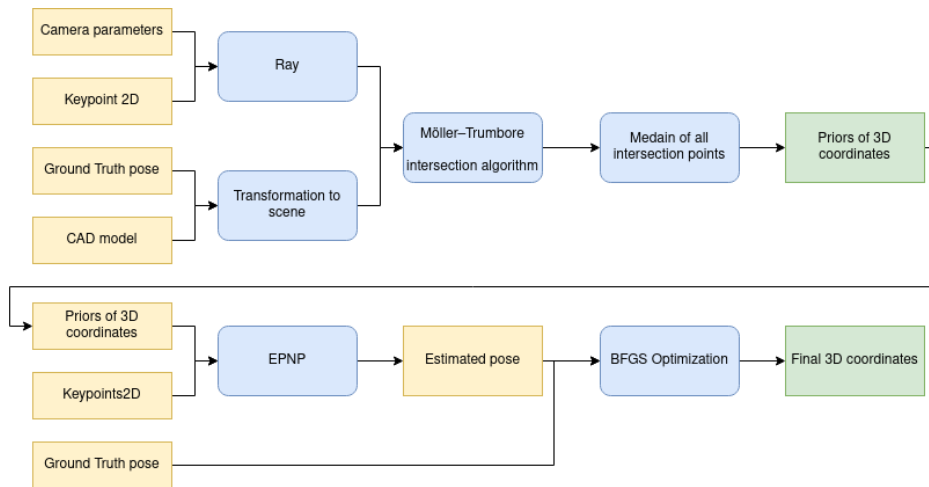 Camera parameters
Ray
Keypoint 2D
Möller–Trumbore
intersection algorithm
Medain of all
intersection points
Priors of 3D
coordinates
Ground Truth pose
Transformation to
scene
CAD model
Priors of 3D
coordinates
EPNP
Estimated pose
BFGS Optimization
Final 3D coordinates
Keypoints2D
Ground Truth pose